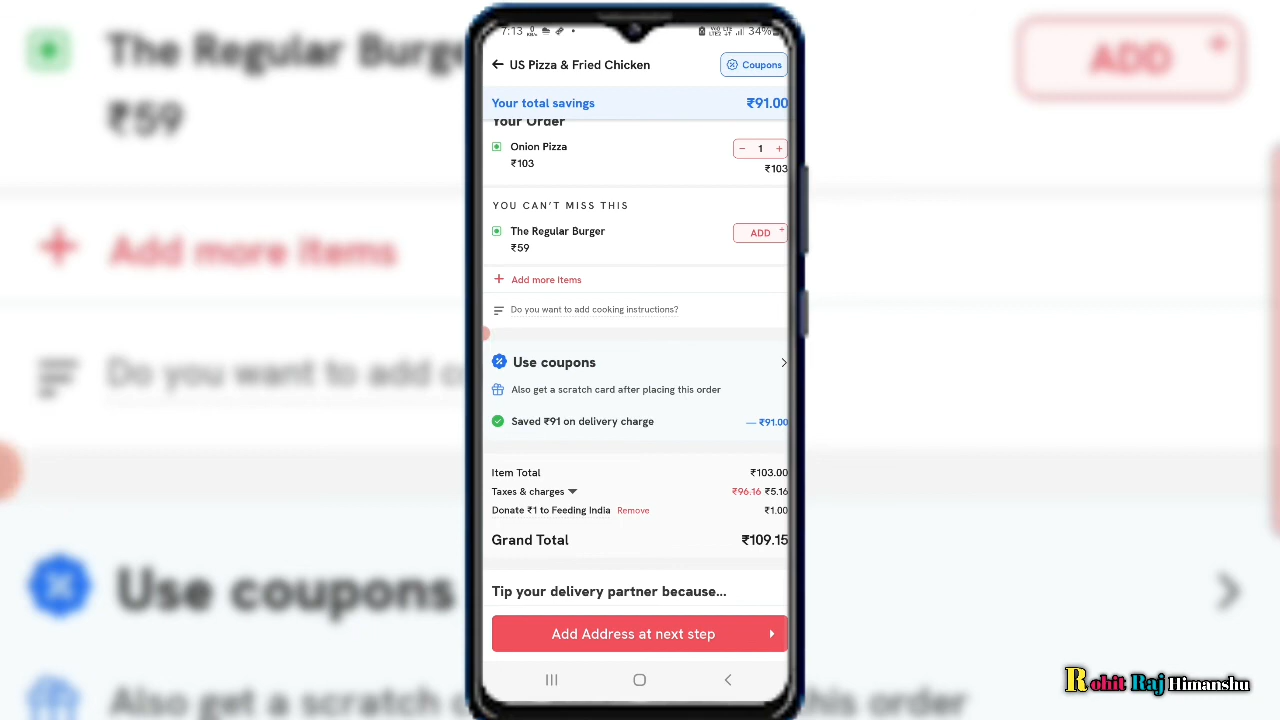 7:13
34%
US Pizza & Fried Chicken
Coupons
Your total savings ₹91.00
Your Order
Onion Pizza
₹103
− 1 +
₹103
YOU CAN'T MISS THIS
The Regular Burger
₹59
ADD +
+ Add more items
Do you want to add cooking instructions?
Use coupons
Also get a scratch card after placing this order
Saved ₹91 on delivery charge — ₹91.00
Item Total ₹103.00
Taxes & charges ₹96.16 ₹5.16
Donate ₹1 to Feeding India Remove ₹1.00
Grand Total ₹109.15
Tip your delivery partner because...
Add Address at next step
The Regular Burge
₹59
ADD +
+ Add more items
Do you want to add c
Use coupons
Also get a scratch c
this order
Rohit Raj Himanshu